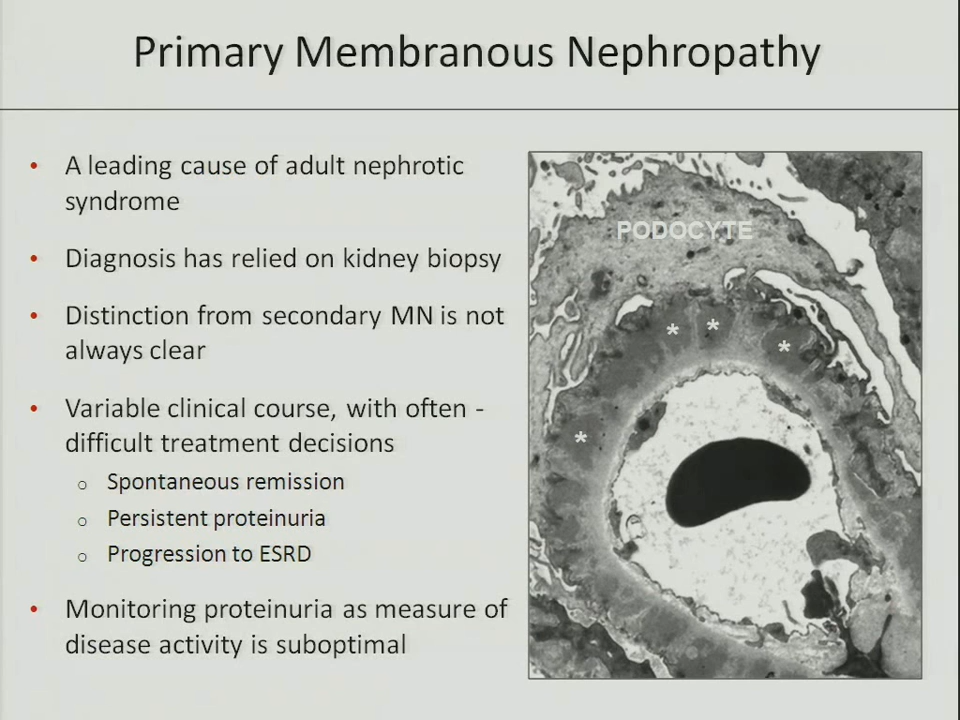 Primary Membranous Nephropathy
• A leading cause of adult nephrotic
syndrome
• Diagnosis has relied on kidney biopsy
• Distinction from secondary MN is not
always clear
• Variable clinical course, with often -
difficult treatment decisions
o Spontaneous remission
o Persistent proteinuria
o Progression to ESRD
• Monitoring proteinuria as measure of
disease activity is suboptimal
PODOCYTE
* *
*
*